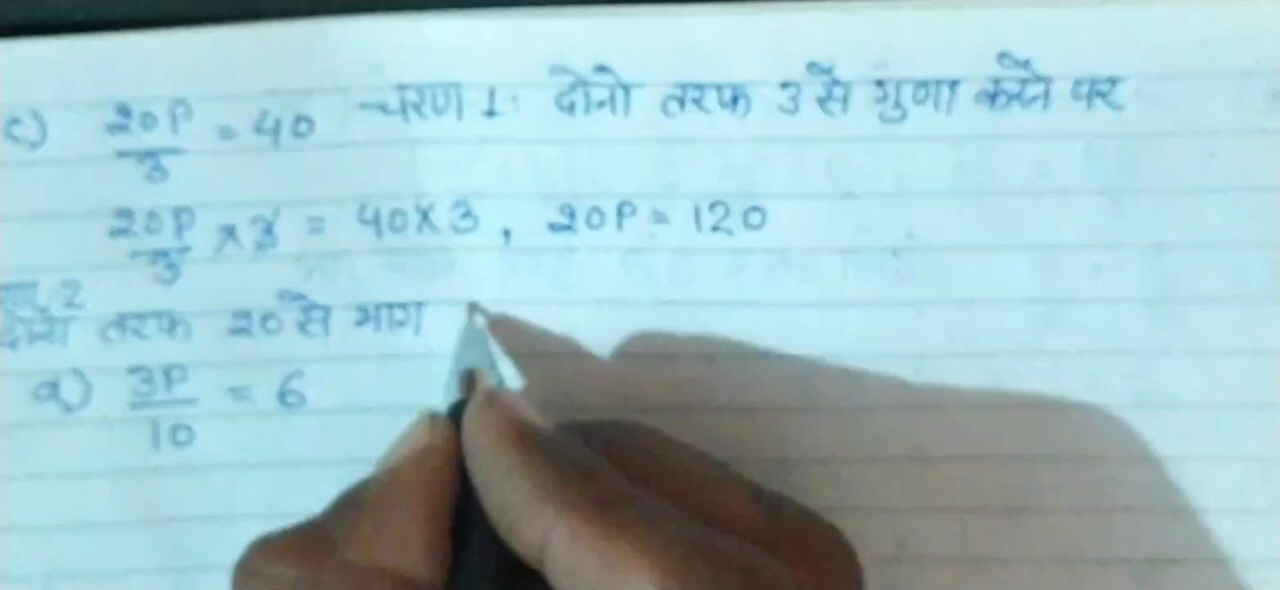 c) 20P/3 = 40 चरण 1: दोनो तरफ 3 से गुणा करने पर
20P/3 × 3 = 40 × 3, 20P = 120
2
दोनो तरफ 20 से भाग
d) 3P/10 = 6